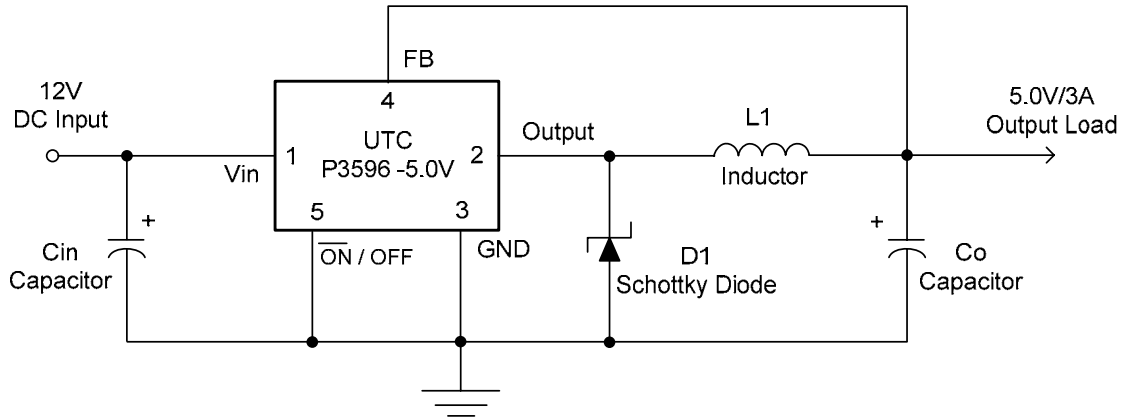 FB
12V
DC Input
4
UTC
P3596 -5.0V
1
2
Vin
Output
L1
Inductor
5.0V/3A
Output Load
5
3
ON / OFF
GND
+
Cin
Capacitor
D1
Schottky Diode
+
Co
Capacitor